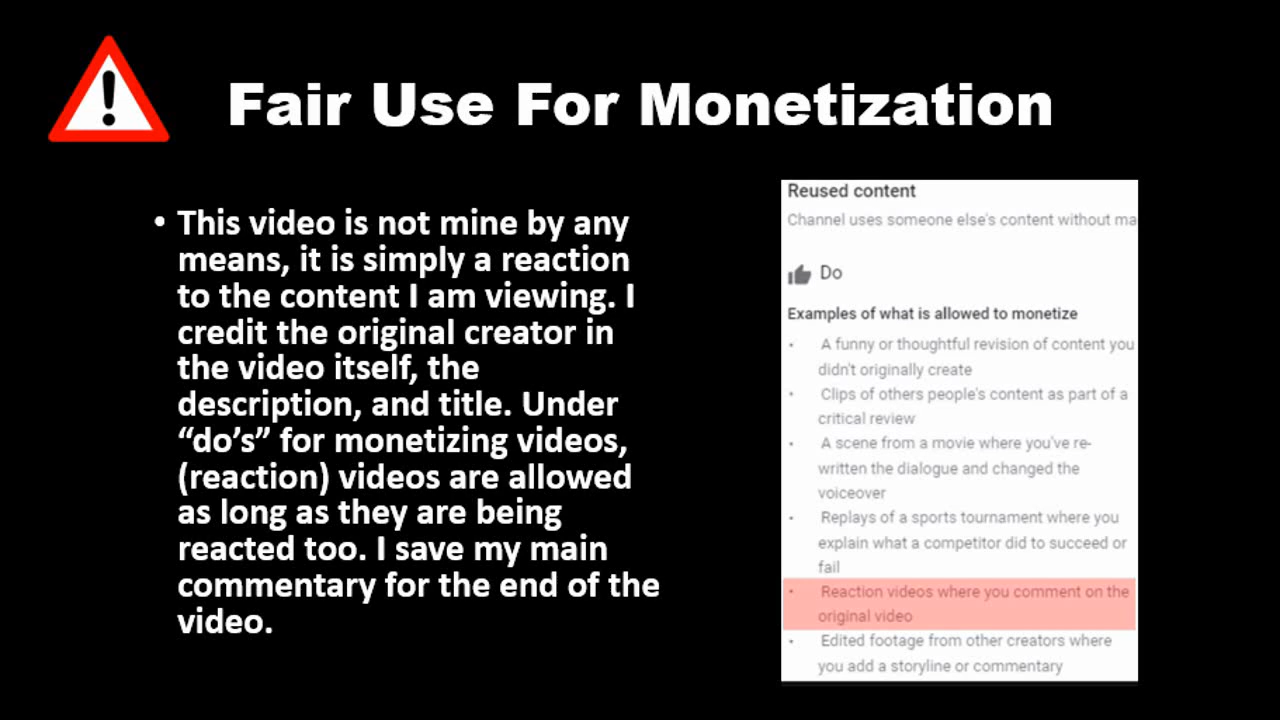 Fair Use For Monetization
• This video is not mine by any
means, it is simply a reaction
to the content I am viewing. I
credit the original creator in
the video itself, the
description, and title. Under
“do’s” for monetizing videos,
(reaction) videos are allowed
as long as they are being
reacted too. I save my main
commentary for the end of the
video.
Reused content
Channel uses someone else's content without ma
Do
Examples of what is allowed to monetize
• A funny or thoughtful revision of content you
didn't originally create
• Clips of others people's content as part of a
critical review
• A scene from a movie where you've re-
written the dialogue and changed the
voiceover
• Replays of a sports tournament where you
explain what a competitor did to succeed or
fail
• Reaction videos where you comment on the
original video
• Edited footage from other creators where
you add a storyline or commentary